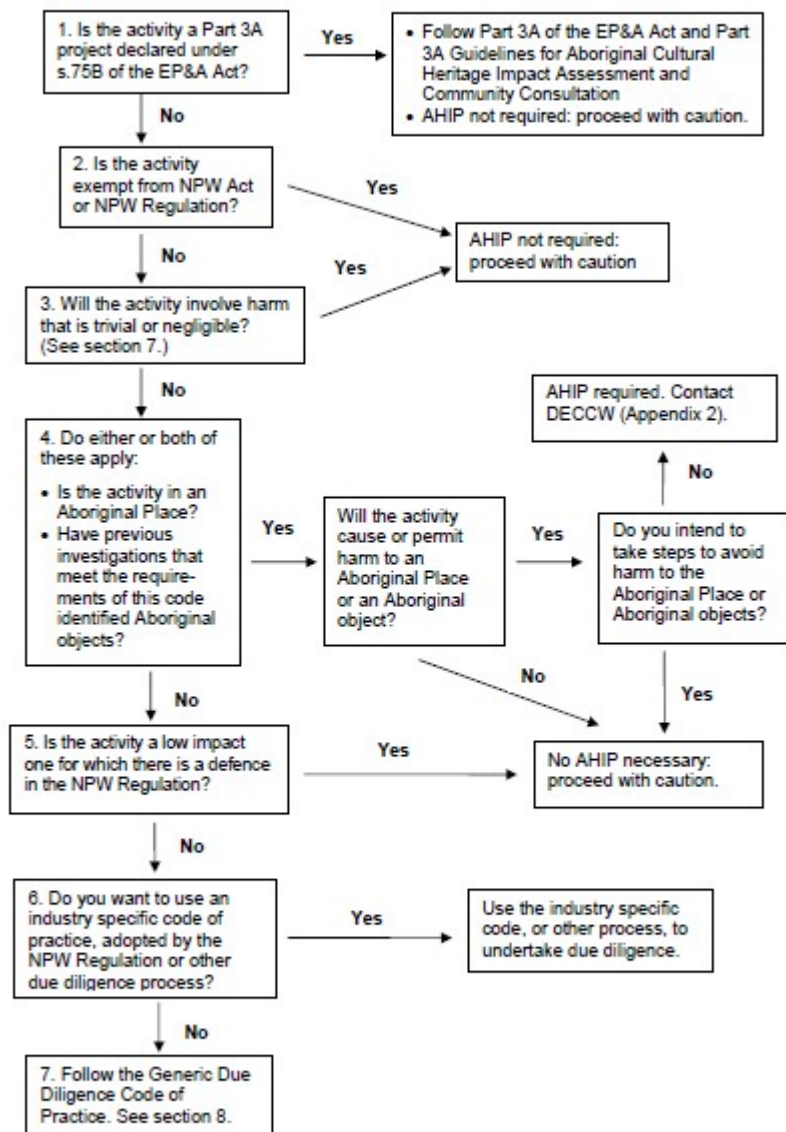 1. Is the activity a Part 3A
project declared under
s.75B of the EP&A Act?
Yes
• Follow Part 3A of the EP&A Act and Part
3A Guidelines for Aboriginal Cultural
Heritage Impact Assessment and
Community Consultation
• AHIP not required: proceed with caution.
No
2. Is the activity
exempt from NPW Act
or NPW Regulation?
Yes
AHIP not required:
proceed with caution
No
Yes
3. Will the activity involve harm
that is trivial or negligible?
(See section 7.)
No
AHIP required. Contact
DECCW (Appendix 2).
No
4. Do either or both of
these apply:
• Is the activity in an
Aboriginal Place?
• Have previous
investigations that
meet the require-
ments of this code
identified Aboriginal
objects?
Yes
Will the activity
cause or permit
harm to an
Aboriginal Place
or an Aboriginal
object?
Yes
Do you intend to
take steps to avoid
harm to the
Aboriginal Place or
Aboriginal objects?
No
Yes
No
5. Is the activity a low impact
one for which there is a defence
in the NPW Regulation?
Yes
No AHIP necessary:
proceed with caution.
No
6. Do you want to use an
industry specific code of
practice, adopted by the
NPW Regulation or other
due diligence process?
Yes
Use the industry specific
code, or other process, to
undertake due diligence.
No
7. Follow the Generic Due
Diligence Code of
Practice. See section 8.